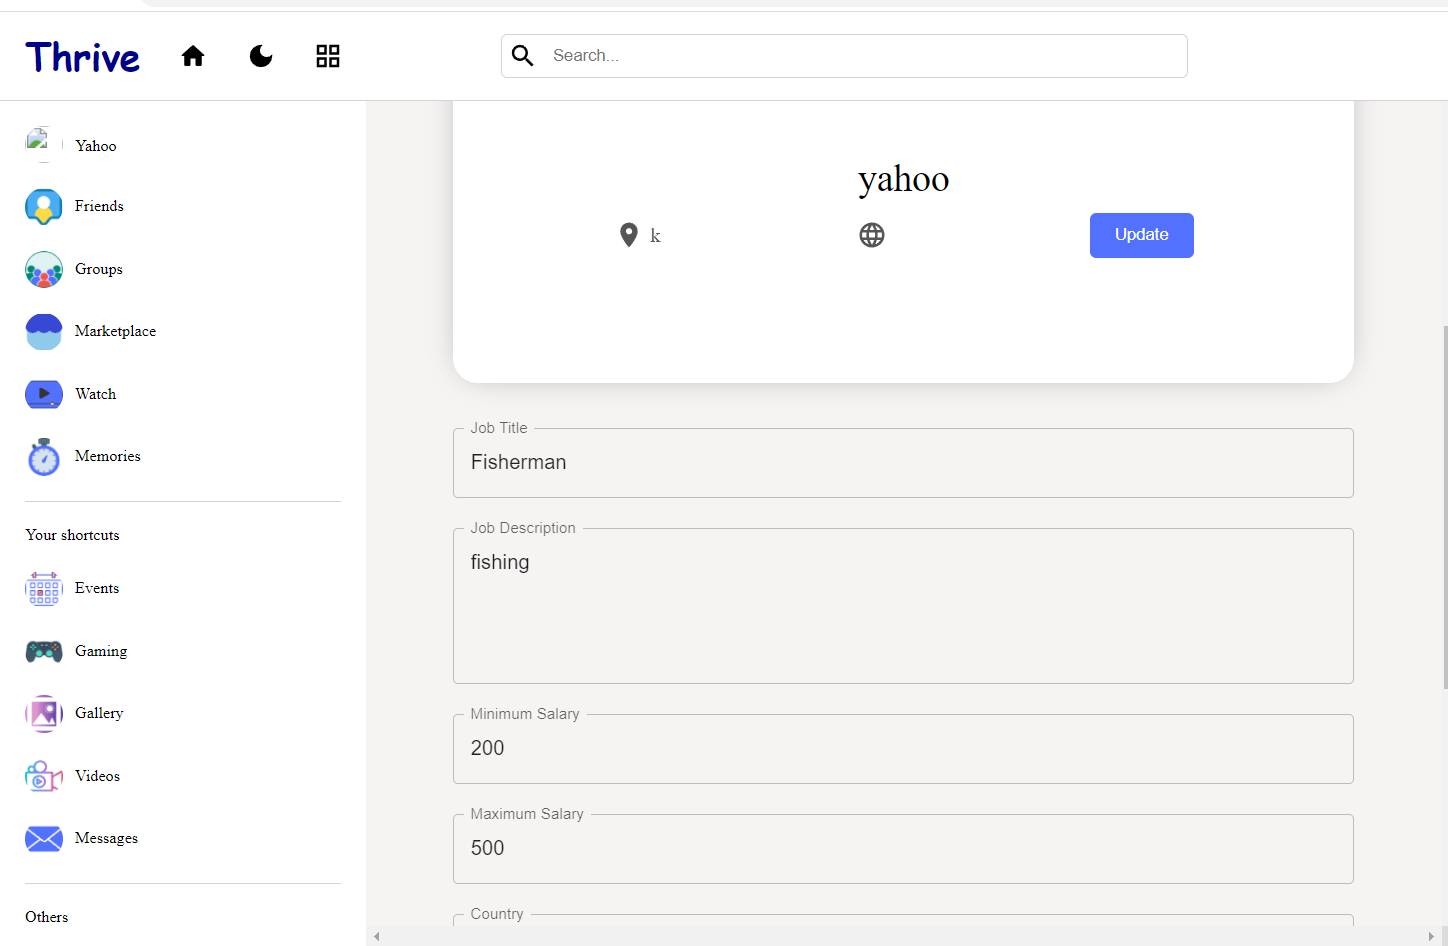 Thrive
Search...
Yahoo
Friends
Groups
Marketplace
Watch
Memories
Your shortcuts
Events
Gaming
Gallery
Videos
Messages
Others
yahoo
k
Update
Job Title
Fisherman
Job Description
fishing
Minimum Salary
200
Maximum Salary
500
Country